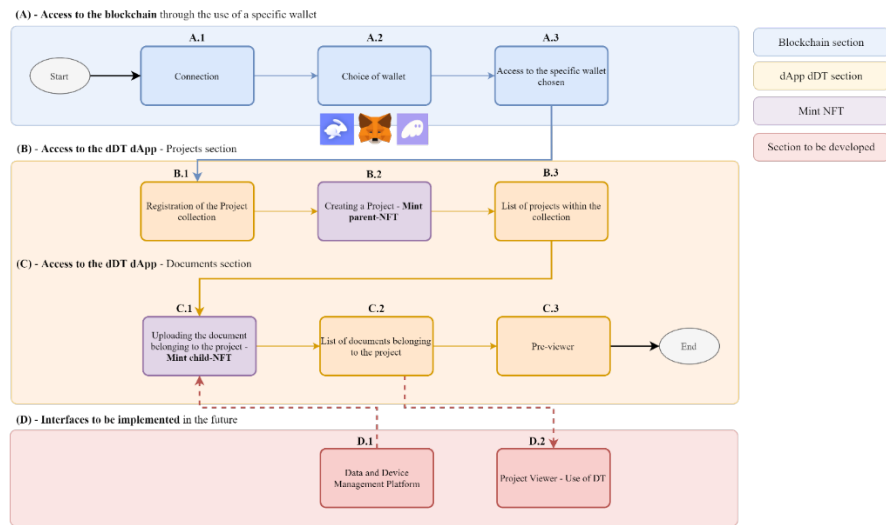 (A) - Access to the blockchain through the use of a specific wallet
A.1
A.2
A.3
Start
Connection
Choice of wallet
Access to the specific wallet
chosen
Blockchain section
dApp dDT section
Mint NFT
Section to be developed
(B) - Access to the dDT dApp - Projects section
B.1
B.2
B.3
Registration of the Project
collection
Creating a Project - Mint
parent-NFT
List of projects within the
collection
(C) - Access to the dDT dApp - Documents section
C.1
C.2
C.3
Uploading the document
belonging to the project -
Mint child-NFT
List of documents belonging
to the project
Pre-viewer
End
(D) - Interfaces to be implemented in the future
D.1
D.2
Data and Device
Management Platform
Project Viewer - Use of DT